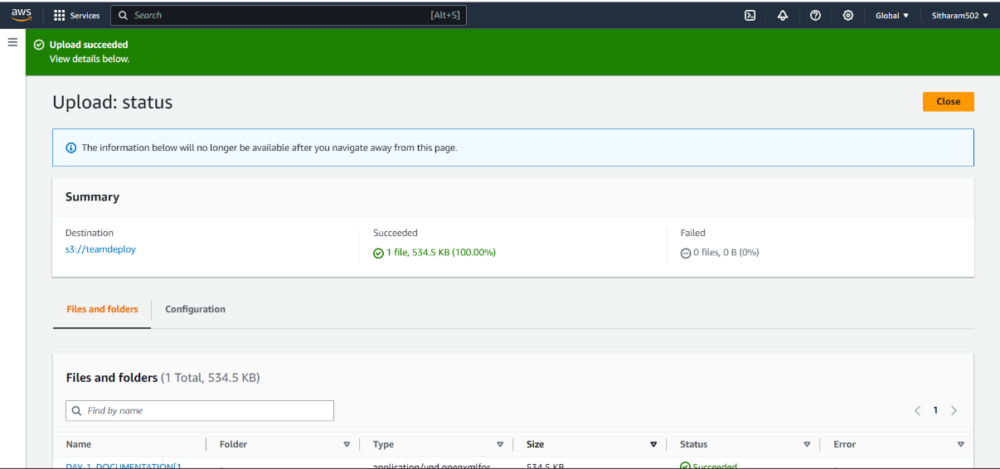 aws
Services
Search
[Alt+S]
Global
Sitharam502
Upload succeeded
View details below.
Upload: status
Close
The information below will no longer be available after you navigate away from this page.
Summary
Destination
Succeeded
Failed
s3://teamdeploy
1 file, 534.5 KB (100.00%)
0 files, 0 B (0%)
Files and folders
Configuration
Files and folders (1 Total, 534.5 KB)
Find by name
1
Name
Folder
Type
Size
Status
Error
DAY-1 DOCUMENTATION[1
-
application/vnd.openxmlfor
534.5 KB
Succeeded
-